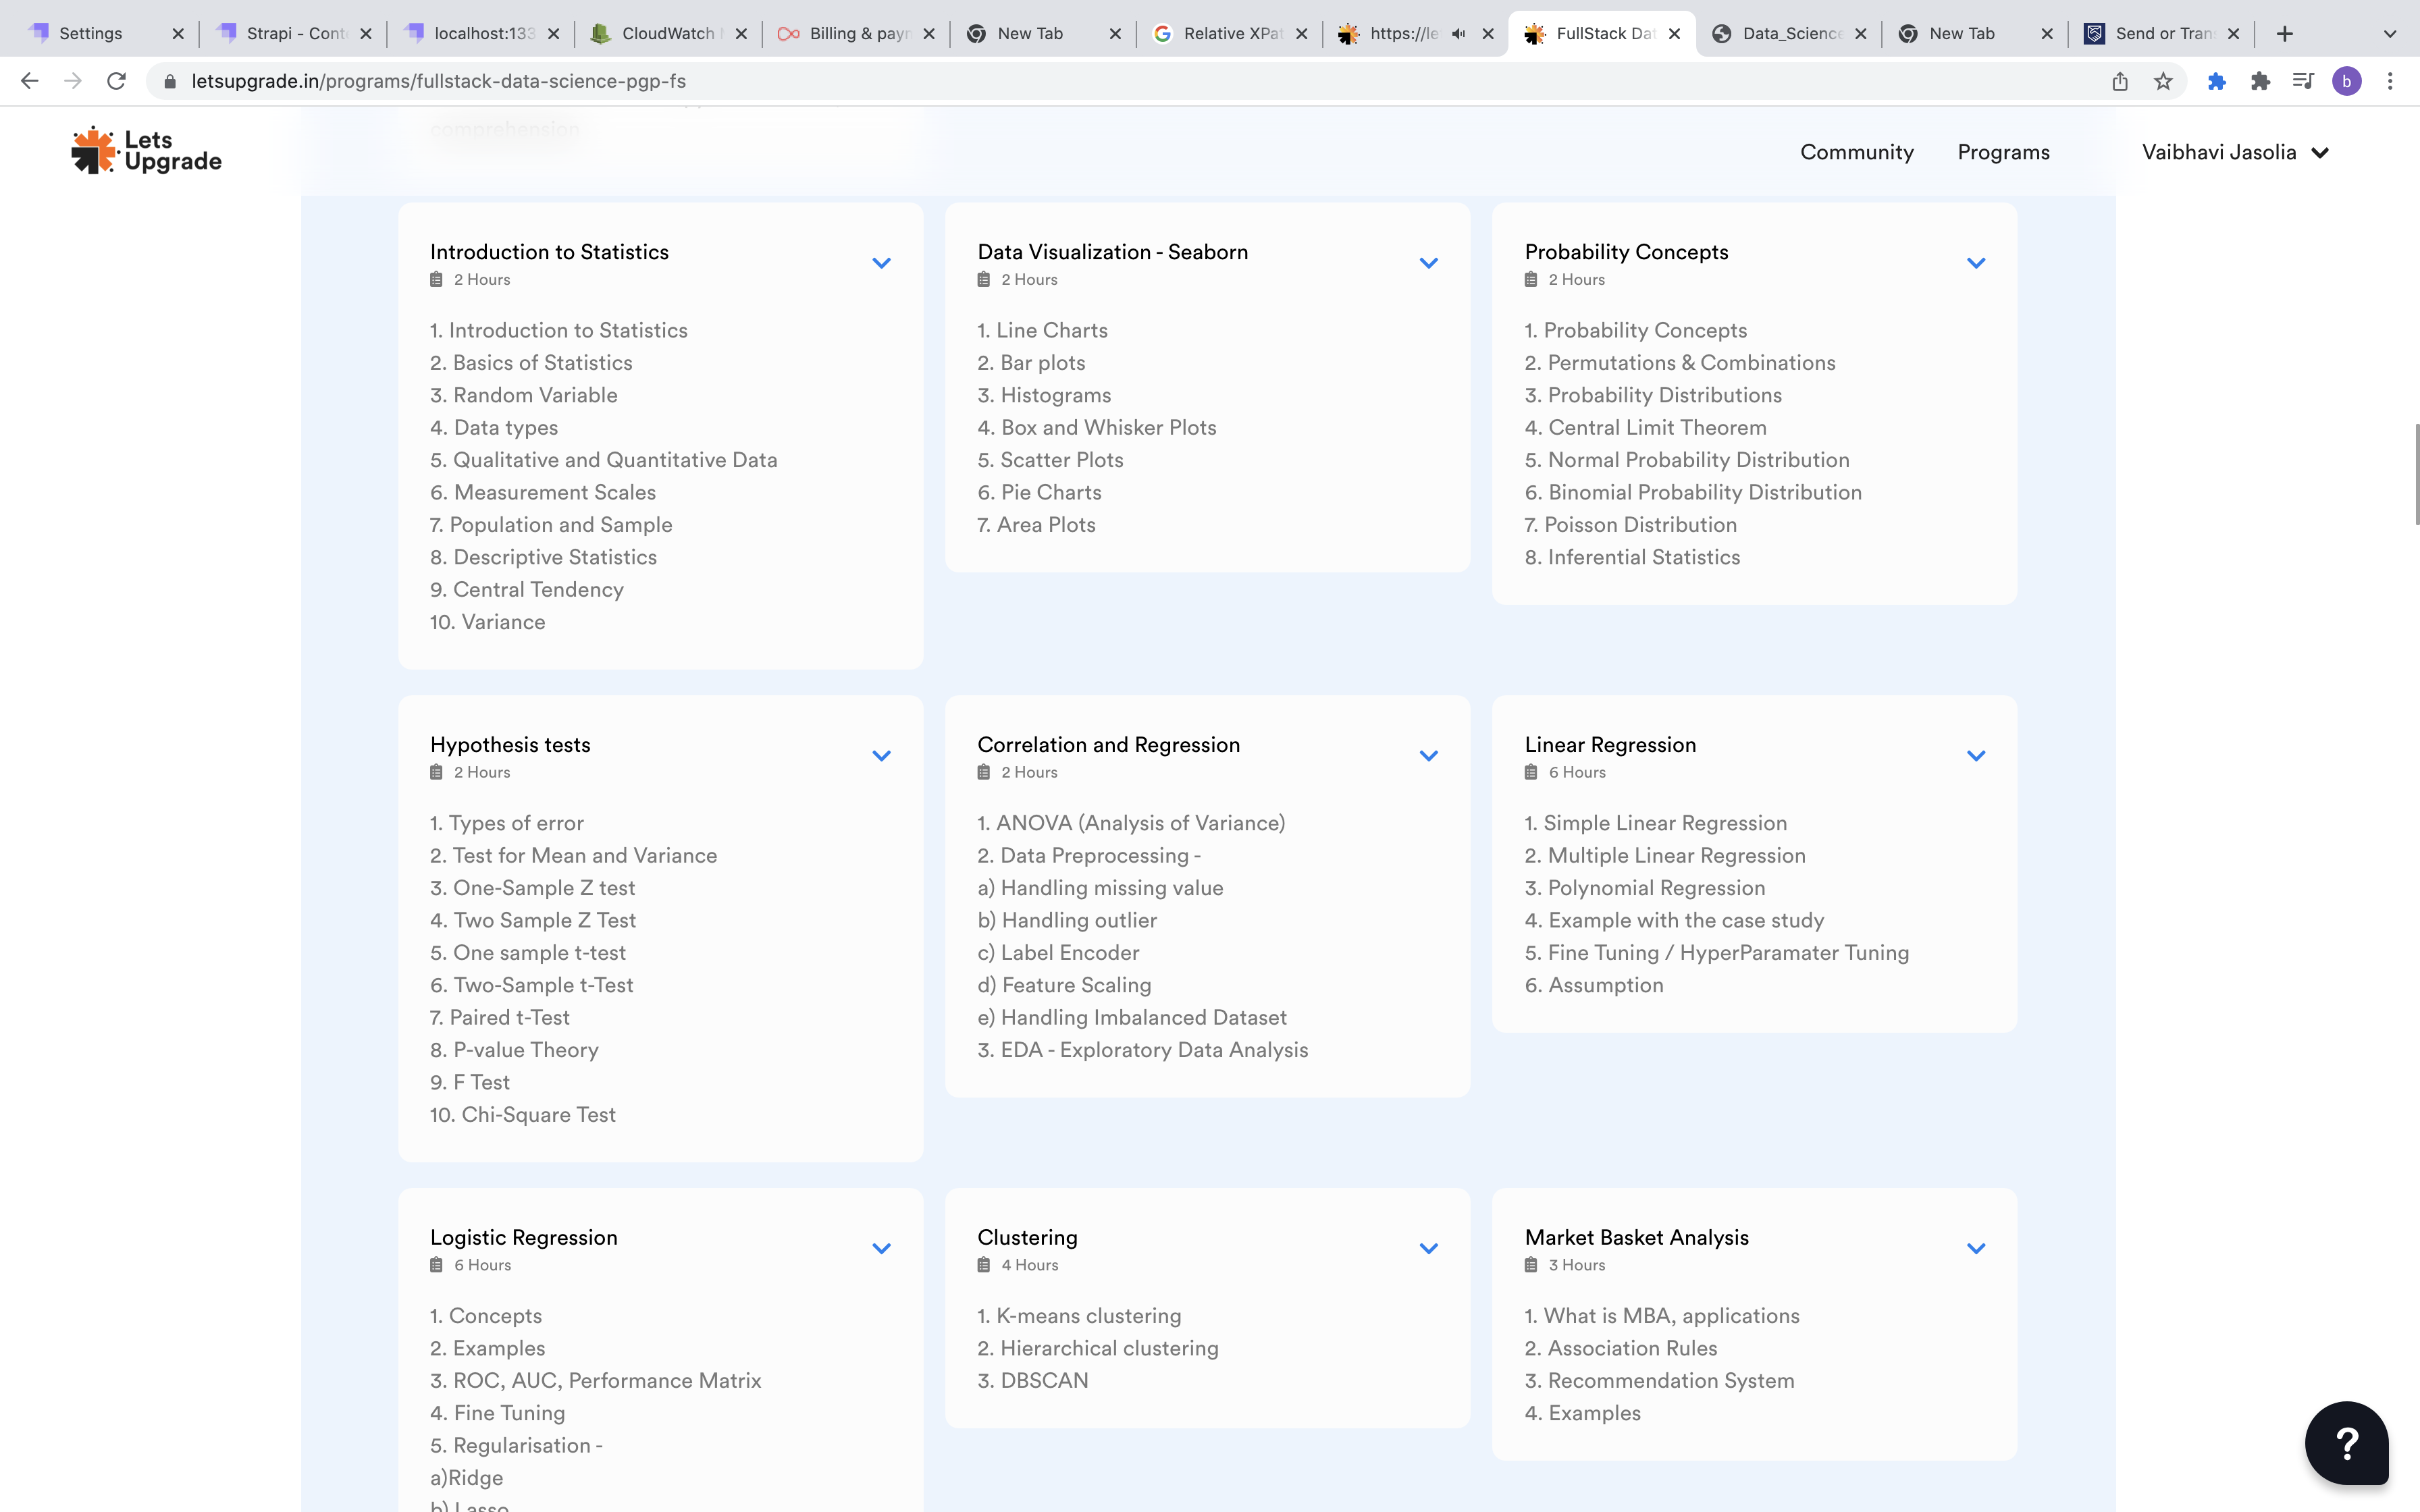 Settings
Strapi - Cont
localhost:133
CloudWatch
Billing & payn
New Tab
Relative XPat
https://le
FullStack Dat
Data_Science
New Tab
Send or Tran
letsupgrade.in/programs/fullstack-data-science-pgp-fs
b
comprehension
Lets
Upgrade
Community
Programs
Vaibhavi Jasolia
Introduction to Statistics
2 Hours
1. Introduction to Statistics
2. Basics of Statistics
3. Random Variable
4. Data types
5. Qualitative and Quantitative Data
6. Measurement Scales
7. Population and Sample
8. Descriptive Statistics
9. Central Tendency
10. Variance
Data Visualization - Seaborn
2 Hours
1. Line Charts
2. Bar plots
3. Histograms
4. Box and Whisker Plots
5. Scatter Plots
6. Pie Charts
7. Area Plots
Probability Concepts
2 Hours
1. Probability Concepts
2. Permutations & Combinations
3. Probability Distributions
4. Central Limit Theorem
5. Normal Probability Distribution
6. Binomial Probability Distribution
7. Poisson Distribution
8. Inferential Statistics
Hypothesis tests
2 Hours
1. Types of error
2. Test for Mean and Variance
3. One-Sample Z test
4. Two Sample Z Test
5. One sample t-test
6. Two-Sample t-Test
7. Paired t-Test
8. P-value Theory
9. F Test
10. Chi-Square Test
Correlation and Regression
2 Hours
1. ANOVA (Analysis of Variance)
2. Data Preprocessing -
a) Handling missing value
b) Handling outlier
c) Label Encoder
d) Feature Scaling
e) Handling Imbalanced Dataset
3. EDA - Exploratory Data Analysis
Linear Regression
6 Hours
1. Simple Linear Regression
2. Multiple Linear Regression
3. Polynomial Regression
4. Example with the case study
5. Fine Tuning / HyperParamater Tuning
6. Assumption
Logistic Regression
6 Hours
1. Concepts
2. Examples
3. ROC, AUC, Performance Matrix
4. Fine Tuning
5. Regularisation -
a)Ridge
b) Lasso
Clustering
4 Hours
1. K-means clustering
2. Hierarchical clustering
3. DBSCAN
Market Basket Analysis
3 Hours
1. What is MBA, applications
2. Association Rules
3. Recommendation System
4. Examples
?